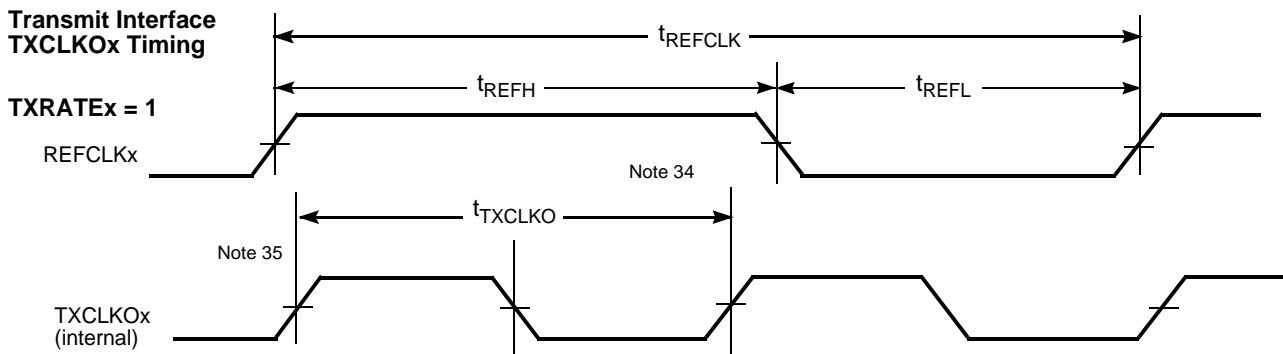 Transmit Interface
TXCLKOx Timing
tREFCLK
tREFH
tREFL
TXRATEx = 1
REFCLKx
Note 34
tTXCLKO
Note 35
TXCLKOx
(internal)